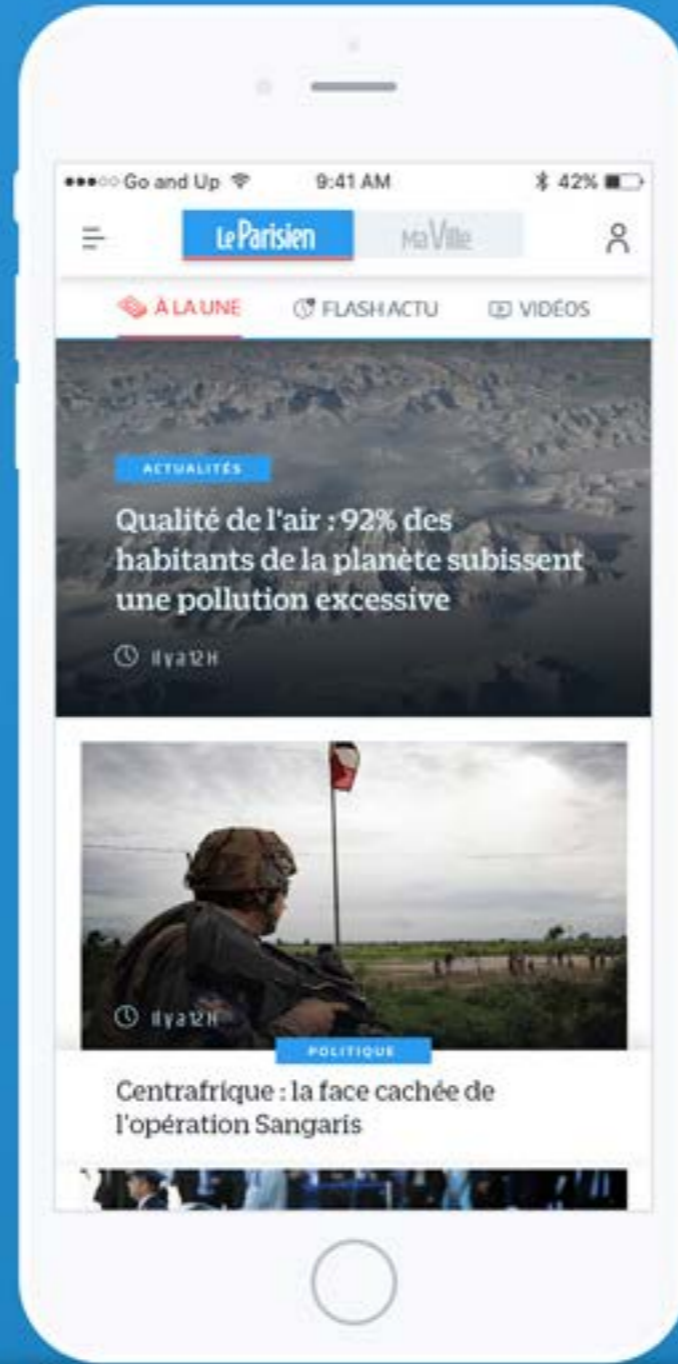 Go and Up 9:41 AM 42%
Le Parisien Ma Ville
À LA UNE FLASH ACTU VIDÉOS
ACTUALITÉS
Qualité de l'air : 92% des
habitants de la planète subissent
une pollution excessive
Il y a 12 H
Il y a 12 H
POLITIQUE
Centrafrique : la face cachée de
l'opération Sangaris